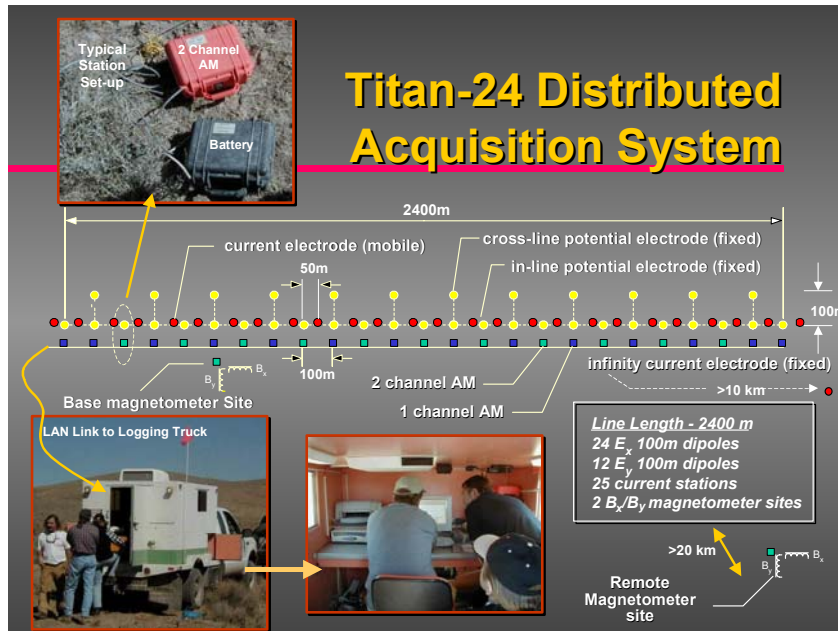 Typical
Station
Set-up
2 Channel
AM
Battery
Titan-24 Distributed
Acquisition System
2400m
current electrode (mobile)
50m
cross-line potential electrode (fixed)
in-line potential electrode (fixed)
100m
100m
infinity current electrode (fixed)
>10 km
2 channel AM
1 channel AM
By
Bx
Base magnetometer Site
LAN Link to Logging Truck
Line Length - 2400 m
24 Ex 100m dipoles
12 Ey 100m dipoles
25 current stations
2 Bx/By magnetometer sites
>20 km
By
Bx
Remote
Magnetometer
site